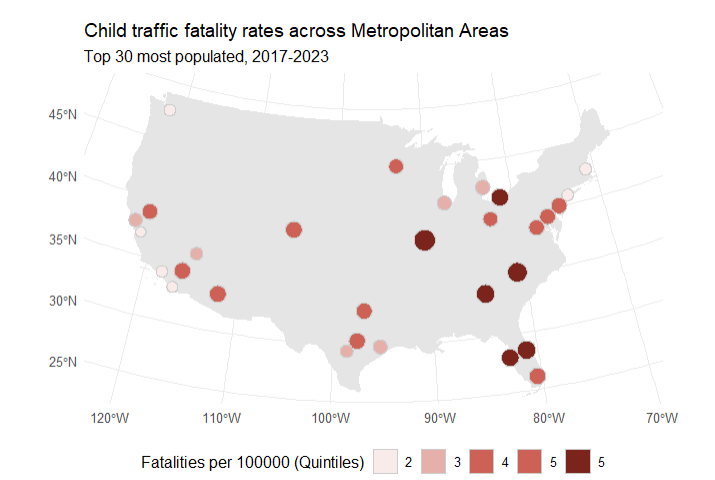 Child traffic fatality rates across Metropolitan Areas
Top 30 most populated, 2017-2023
45°N
40°N
35°N
30°N
25°N
120°W 110°W 100°W 90°W 80°W 70°W
Fatalities per 100000 (Quintiles) 2 3 4 5 5